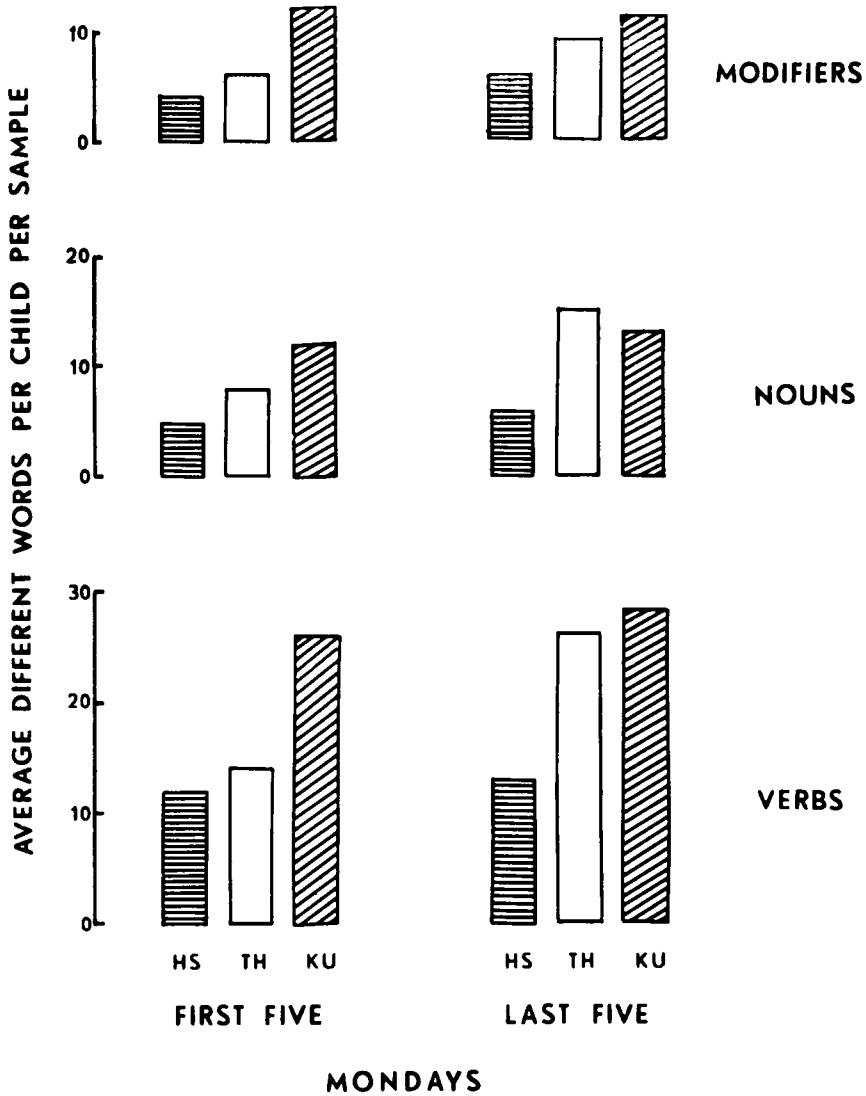 AVERAGE DIFFERENT WORDS PER CHILD PER SAMPLE
10
0
MODIFIERS
20
10
0
NOUNS
30
20
10
0
VERBS
HS TH KU HS TH KU
FIRST FIVE LAST FIVE
MONDAYS